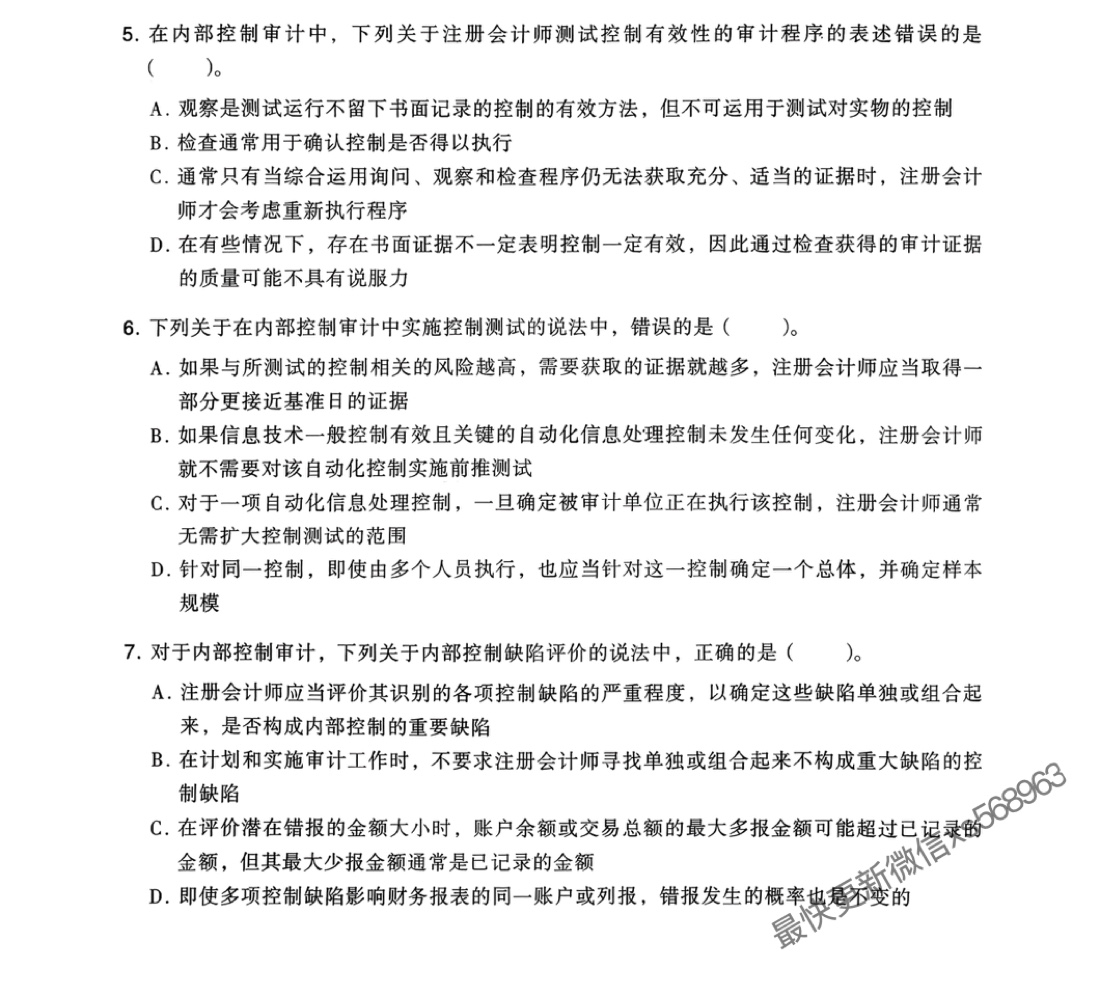 5. 在内部控制审计中，下列关于注册会计师测试控制有效性的审计程序的表述错误的是
(　　)。
A. 观察是测试运行不留下书面记录的控制的有效方法，但不可运用于测试对实物的控制
B. 检查通常用于确认控制是否得以执行
C. 通常只有当综合运用询问、观察和检查程序仍无法获取充分、适当的证据时，注册会计
师才会考虑重新执行程序
D. 在有些情况下，存在书面证据不一定表明控制一定有效，因此通过检查获得的审计证据
的质量可能不具有说服力
6. 下列关于在内部控制审计中实施控制测试的说法中，错误的是 (　　)。
A. 如果与所测试的控制相关的风险越高，需要获取的证据就越多，注册会计师应当取得一
部分更接近基准日的证据
B. 如果信息技术一般控制有效且关键的自动化信息处理控制未发生任何变化，注册会计师
就不需要对该自动化控制实施前推测试
C. 对于一项自动化信息处理控制，一旦确定被审计单位正在执行该控制，注册会计师通常
无需扩大控制测试的范围
D. 针对同一控制，即使由多个人员执行，也应当针对这一控制确定一个总体，并确定样本
规模
7. 对于内部控制审计，下列关于内部控制缺陷评价的说法中，正确的是 (　　)。
A. 注册会计师应当评价其识别的各项控制缺陷的严重程度，以确定这些缺陷单独或组合起
来，是否构成内部控制的重要缺陷
B. 在计划和实施审计工作时，不要求注册会计师寻找单独或组合起来不构成重大缺陷的控
制缺陷
C. 在评价潜在错报的金额大小时，账户余额或交易总额的最大多报金额可能超过已记录的
金额，但其最大少报金额通常是已记录的金额
D. 即使多项控制缺陷影响财务报表的同一账户或列报，错报发生的概率也是不变的
最快更新微信xa568963